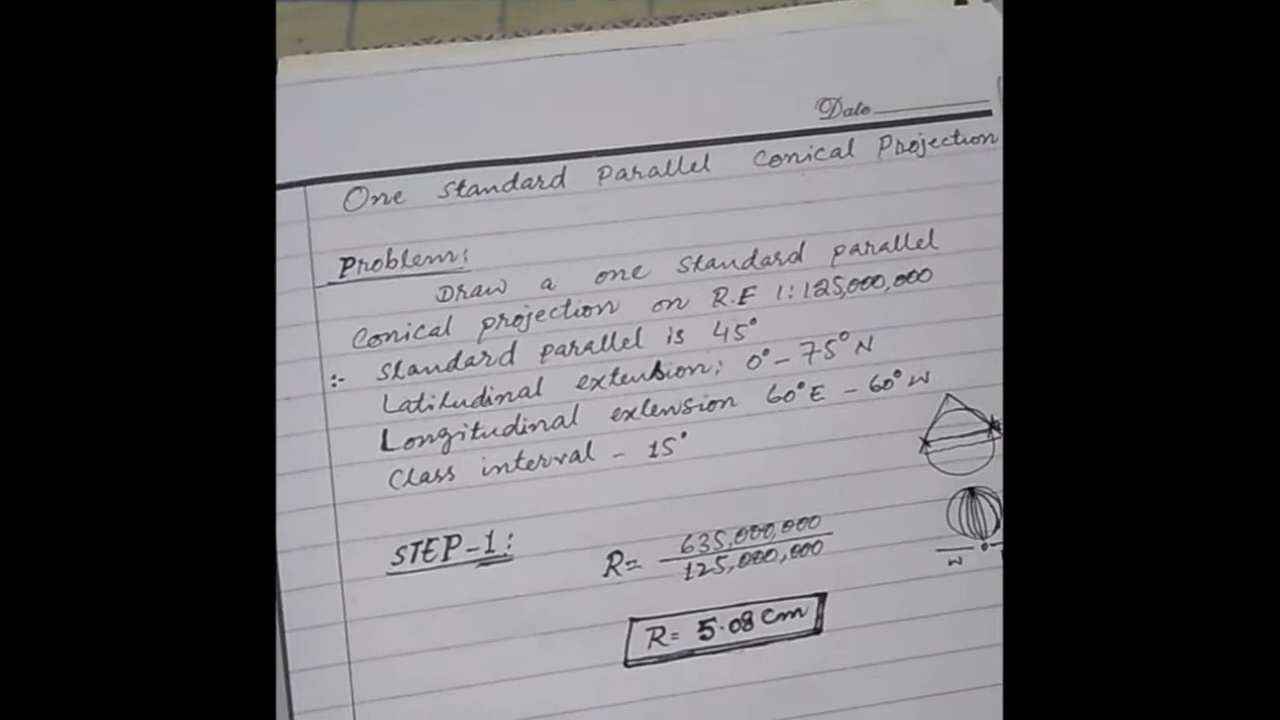 Date
One standard parallel conical Projection
Problem:
Draw a one standard parallel
conical projection on R.F 1:125,000,000
:- standard parallel is 45°
Latitudinal extension: 0° - 75° N
Longitudinal extension 60° E - 60° W
Class interval - 15°
STEP-1:
R= 635,000,000
125,000,000
R= 5.08 cm
W